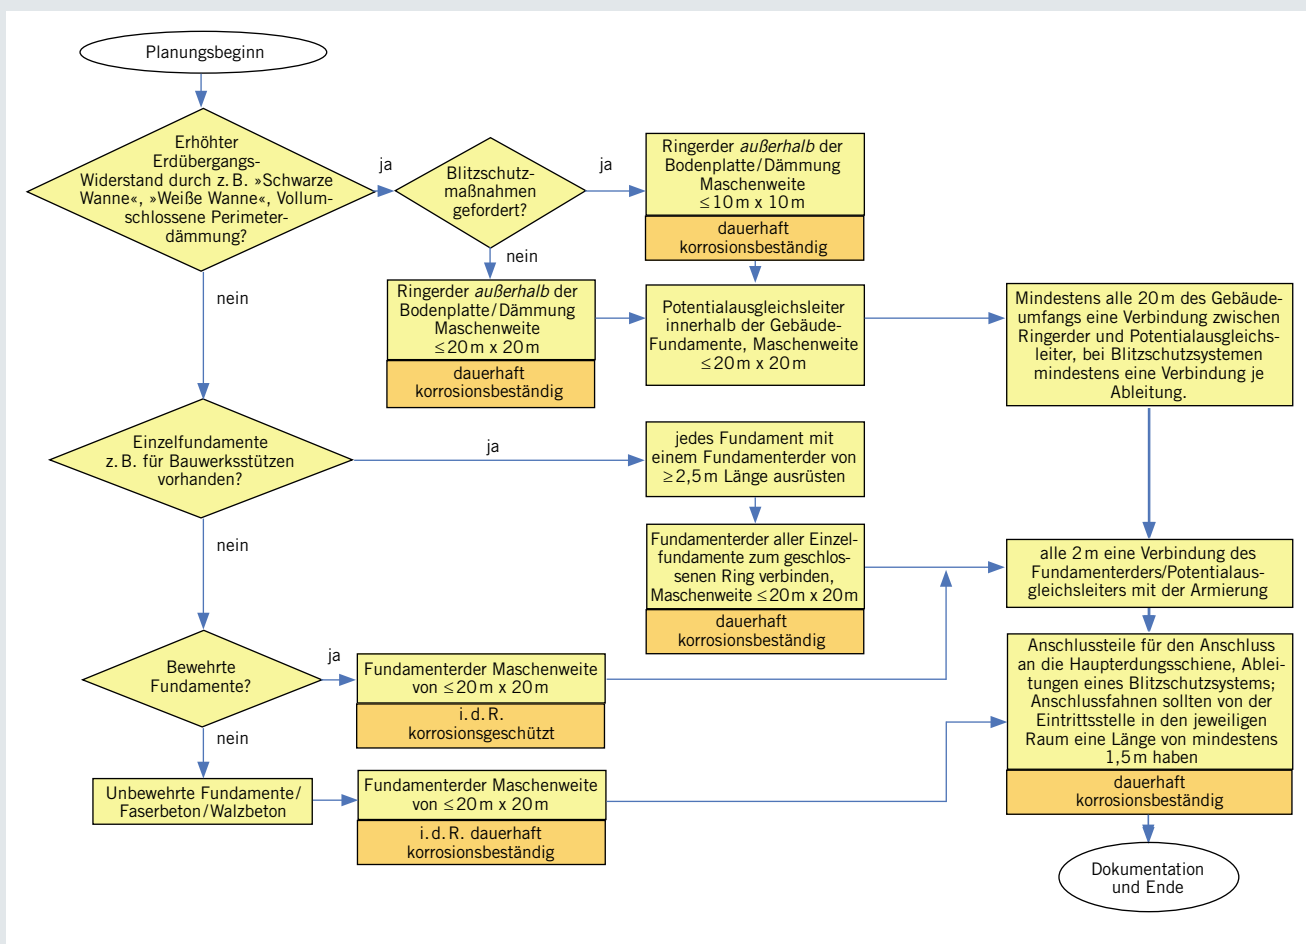 Planungsbeginn
Erhöhter
Erdübergangs-
Widerstand durch z. B. »Schwarze
Wanne«, »Weiße Wanne«, Vollum-
schlossene Perimeter-
dämmung?
ja
Blitzschutz-
maßnahmen
gefordert?
ja
Ringerder außerhalb der
Bodenplatte/Dämmung
Maschenweite
≤ 10 m x 10 m
dauerhaft
korrosionsbeständig
nein
nein
Ringerder außerhalb der
Bodenplatte/Dämmung
Maschenweite
≤ 20 m x 20 m
dauerhaft
korrosionsbeständig
Potentialausgleichsleiter
innerhalb der Gebäude-
Fundamente, Maschenweite
≤ 20 m x 20 m
Mindestens alle 20 m des Gebäude-
umfangs eine Verbindung zwischen
Ringerder und Potentialausgleichs-
leiter, bei Blitzschutzsystemen
mindestens eine Verbindung je
Ableitung.
Einzelfundamente
z. B. für Bauwerksstützen
vorhanden?
ja
jedes Fundament mit
einem Fundamenterder von
≥ 2,5 m Länge ausrüsten
nein
Fundamenterder aller Einzel-
fundamente zum geschlos-
senen Ring verbinden,
Maschenweite ≤ 20 m x 20 m
dauerhaft
korrosionsbeständig
alle 2 m eine Verbindung des
Fundamenterders/Potentialaus-
gleichsleiters mit der Armierung
Bewehrte
Fundamente?
ja
Fundamenterder Maschenweite
von ≤ 20 m x 20 m
i. d. R.
korrosionsgeschützt
Anschlussteile für den Anschluss
an die Haupterdungsschiene, Ablei-
tungen eines Blitzschutzsystems;
Anschlussfahnen sollten von der
Eintrittsstelle in den jeweiligen
Raum eine Länge von mindestens
1,5 m haben
dauerhaft
korrosionsbeständig
nein
Unbewehrte Fundamente/
Faserbeton/Walzbeton
Fundamenterder Maschenweite
von ≤ 20 m x 20 m
i. d. R. dauerhaft
korrosionsbeständig
Dokumentation
und Ende